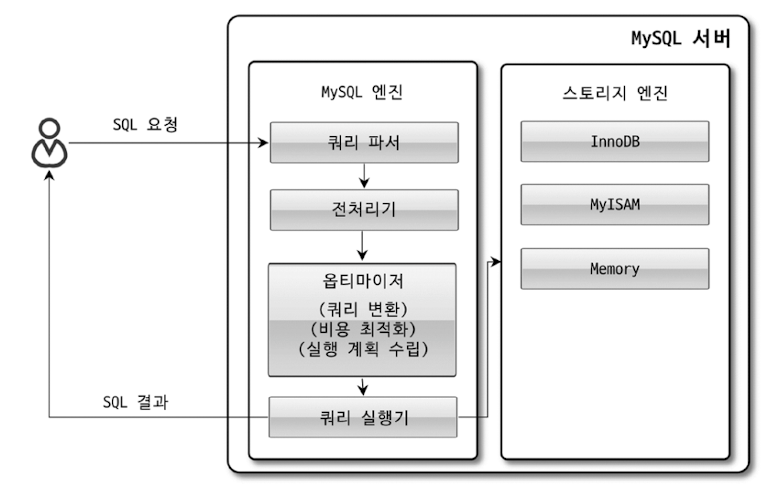 MySQL 서버
MySQL 엔진
스토리지 엔진
SQL 요청
쿼리 파서
InnoDB
전처리기
MyISAM
옵티마이저
(쿼리 변환)
(비용 최적화)
(실행 계획 수립)
Memory
SQL 결과
쿼리 실행기